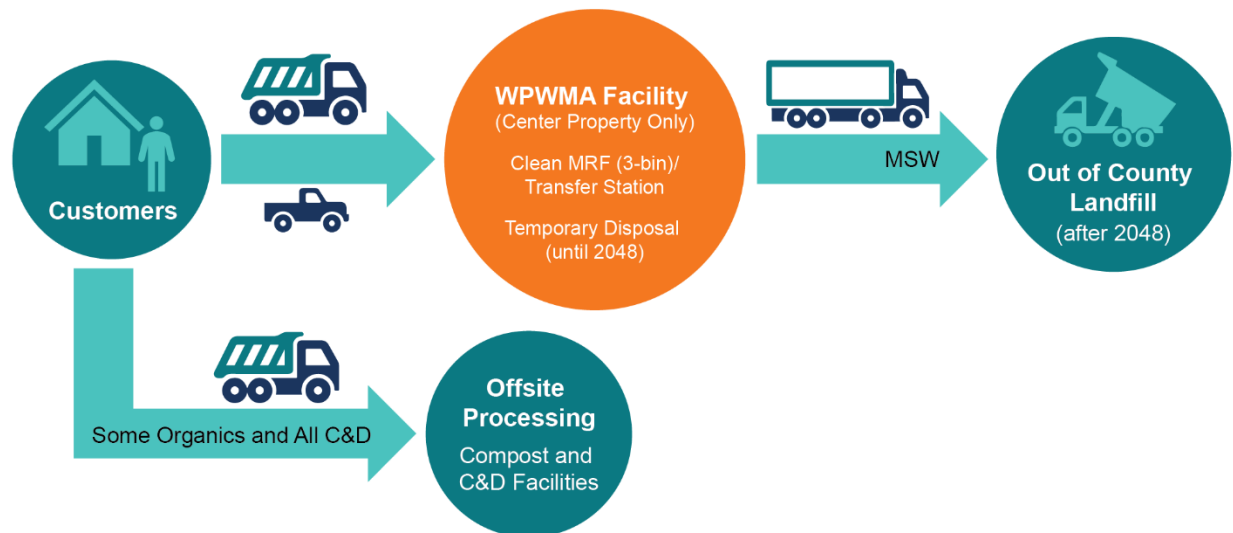 Customers
WPWMA Facility
(Center Property Only)
Clean MRF (3-bin)/
Transfer Station
Temporary Disposal
(until 2048)
MSW
Out of County
Landfill
(after 2048)
Some Organics and All C&D
Offsite
Processing
Compost and
C&D Facilities